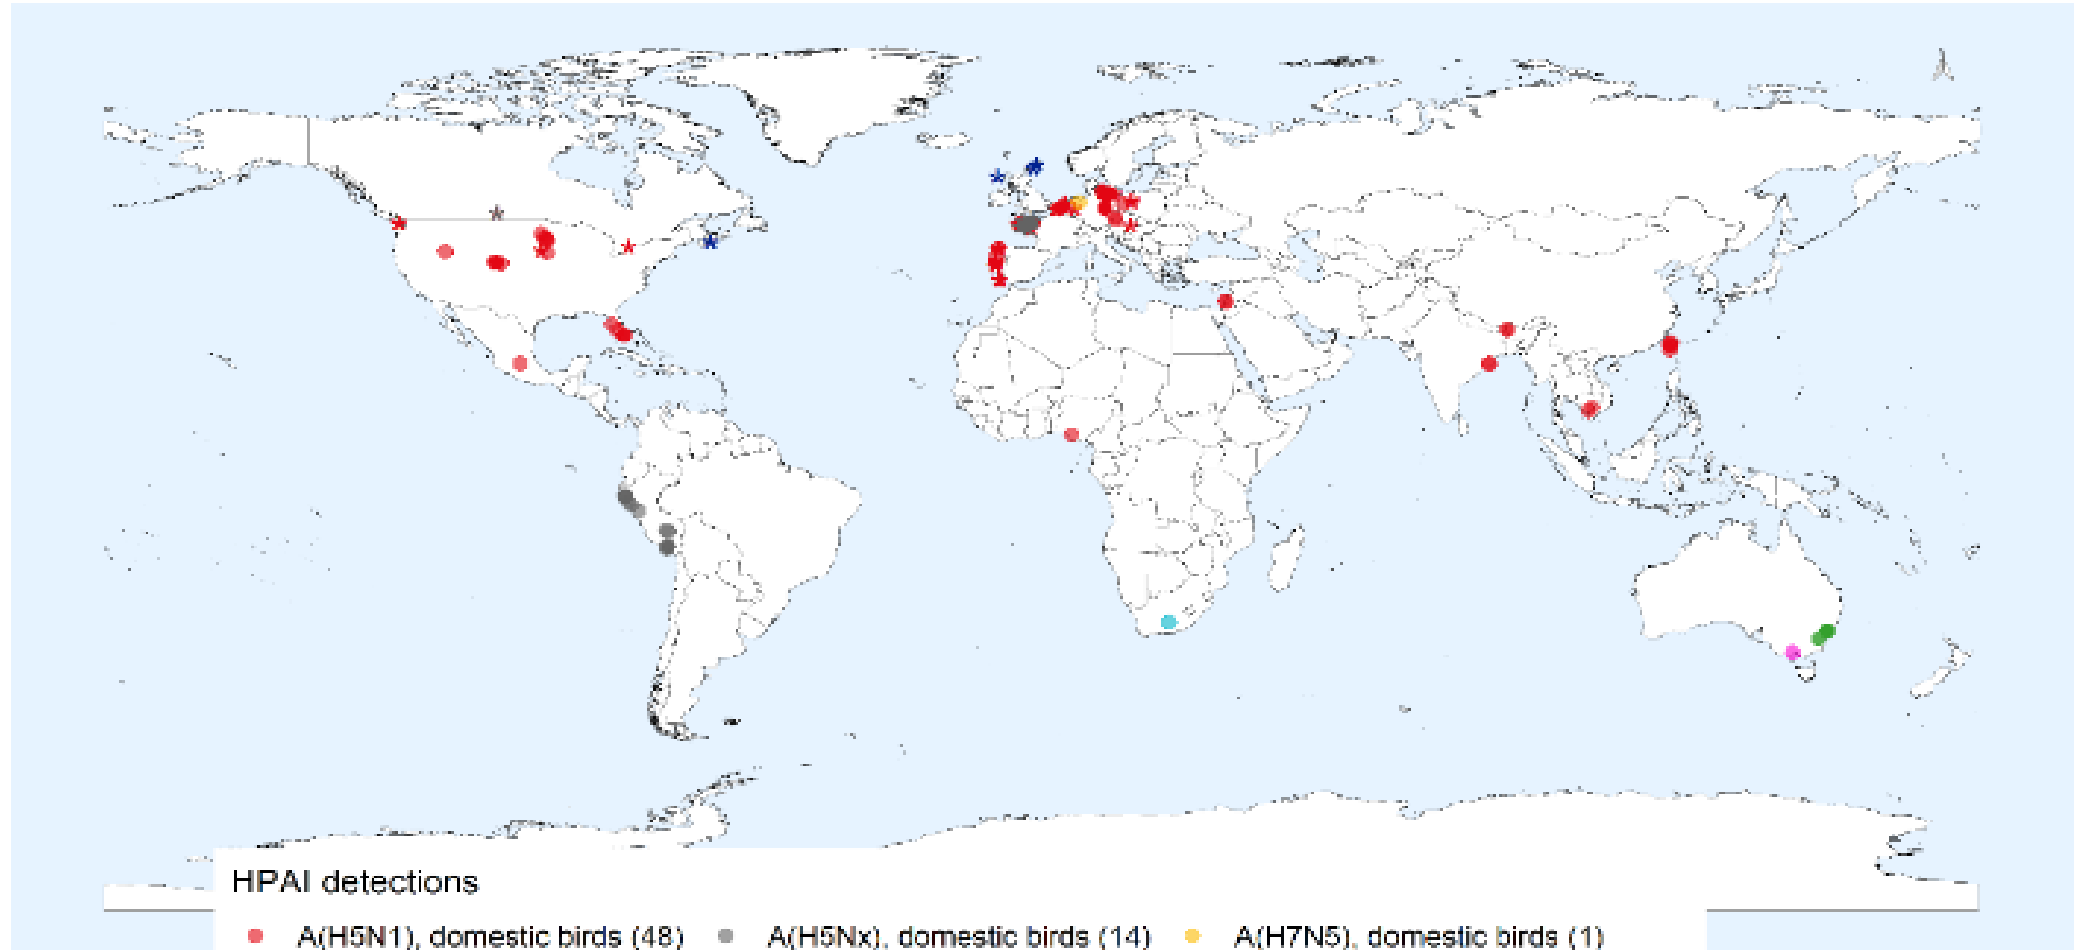 HPAI detections
A(H5N1), domestic birds (48) A(H5Nx), domestic birds (14) A(H7N5), domestic birds (1)